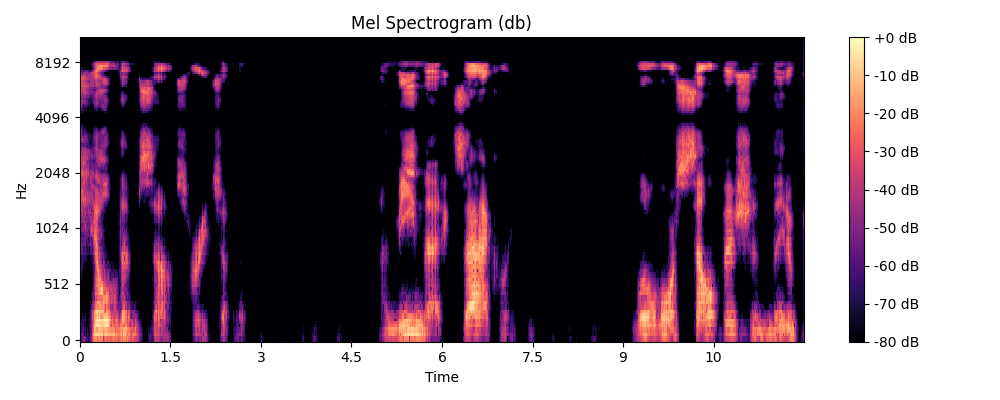 Mel Spectrogram (db)
Hz
8192
4096
2048
1024
512
0
0 1.5 3 4.5 6 7.5 9 10
Time
+0 dB
-10 dB
-20 dB
-30 dB
-40 dB
-50 dB
-60 dB
-70 dB
-80 dB